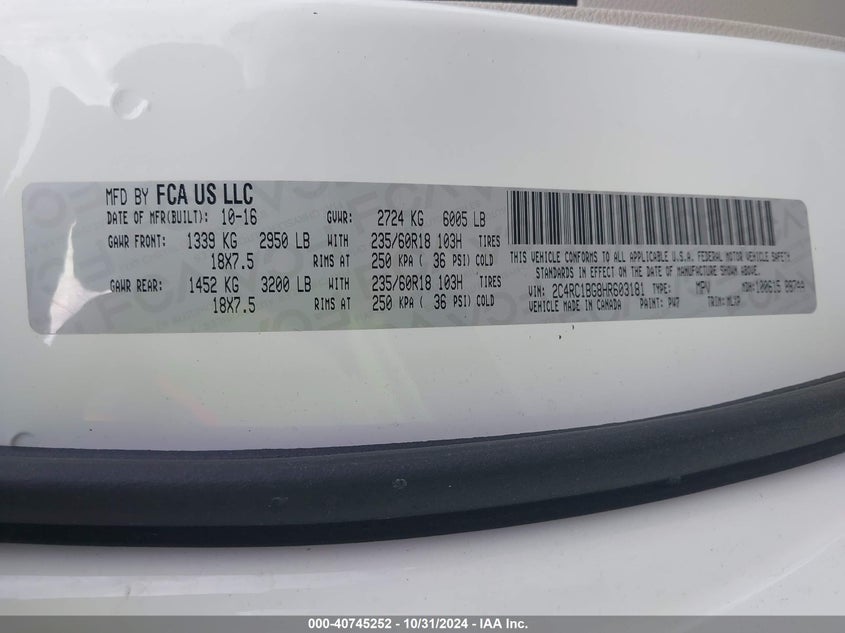 MFD BY FCA US LLC
DATE OF MFR(BUILT): 10-16 GVWR: 2724 KG 6005 LB
GAWR FRONT: 1339 KG 2950 LB WITH 235/60R18 103H TIRES
18X7.5 RIMS AT 250 KPA ( 36 PSI) COLD
GAWR REAR: 1452 KG 3200 LB WITH 235/60R18 103H TIRES
18X7.5 RIMS AT 250 KPA ( 36 PSI) COLD
THIS VEHICLE CONFORMS TO ALL APPLICABLE U.S.A. FEDERAL MOTOR VEHICLE SAFETY
STANDARDS IN EFFECT ON THE DATE OF MANUFACTURE SHOWN ABOVE.
VIN: 2C4RC1BG8HR603181 TYPE: MPV MDH:100615
VEHICLE MADE IN CANADA PAINT: PW7 TRIM:
000-40745252 - 10/31/2024 - IAA Inc.